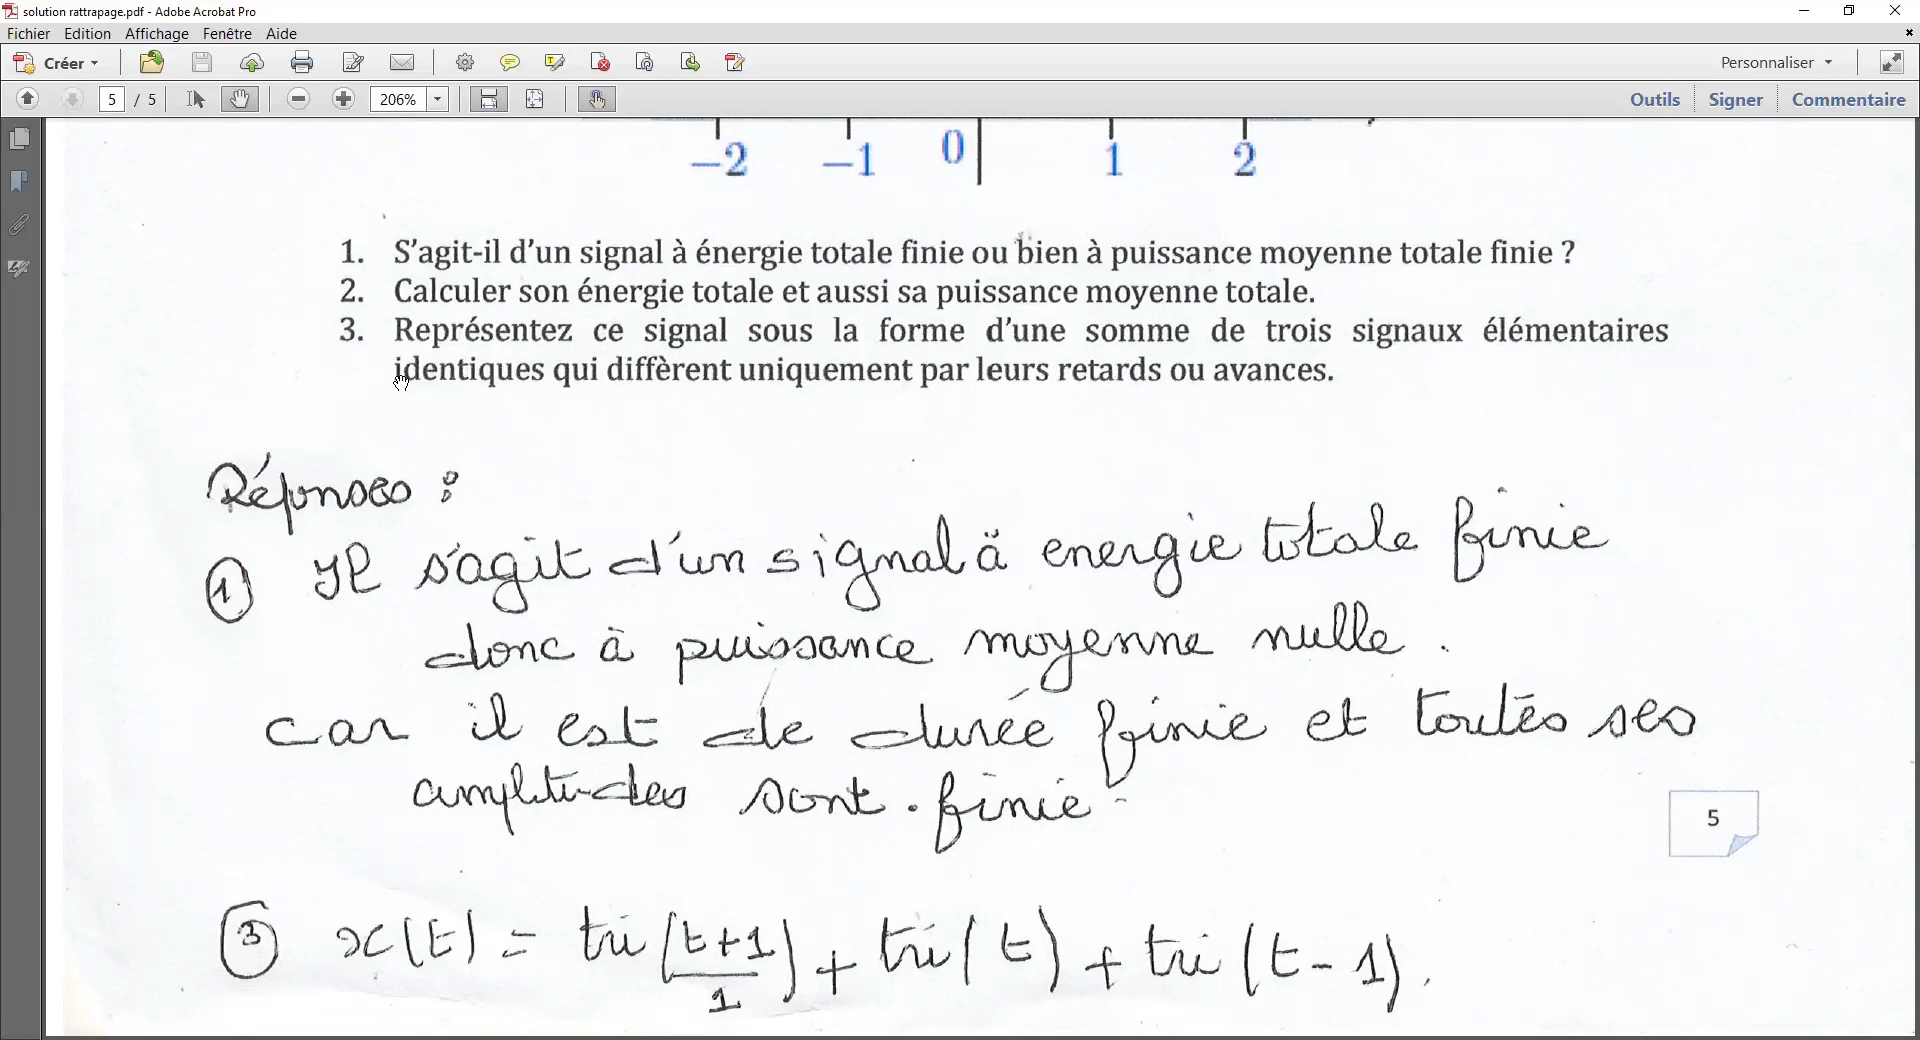 solution rattrapage.pdf - Adobe Acrobat Pro
Fichier Edition Affichage Fenêtre Aide
Créer Personnaliser
5 / 5 206% Outils Signer Commentaire
−2 −1 0 1 2
1. S’agit-il d’un signal à énergie totale finie ou bien à puissance moyenne totale finie ?
2. Calculer son énergie totale et aussi sa puissance moyenne totale.
3. Représentez ce signal sous la forme d’une somme de trois signaux élémentaires
identiques qui diffèrent uniquement par leurs retards ou avances.
Réponses :
① Il s'agit d'un signal à energie totale finie
donc à puissance moyenne nulle .
car il est de durée finie et toutes ses
amplitudes sont . finie .
5
③ x(t) = tri((t+1)/1) + tri(t) + tri(t-1).